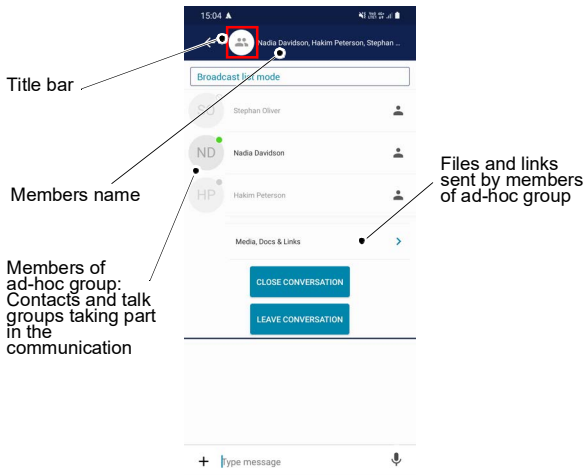 15:04
Nadia Davidson, Hakim Peterson, Stephan ...
Title bar
Broadcast list mode
SO Stephan Oliver
ND Nadia Davidson
HP Hakim Peterson
Members name
Files and links
sent by members
of ad-hoc group
Media, Docs & Links
Members of
ad-hoc group:
Contacts and talk
groups taking part
in the
communication
CLOSE CONVERSATION
LEAVE CONVERSATION
Type message